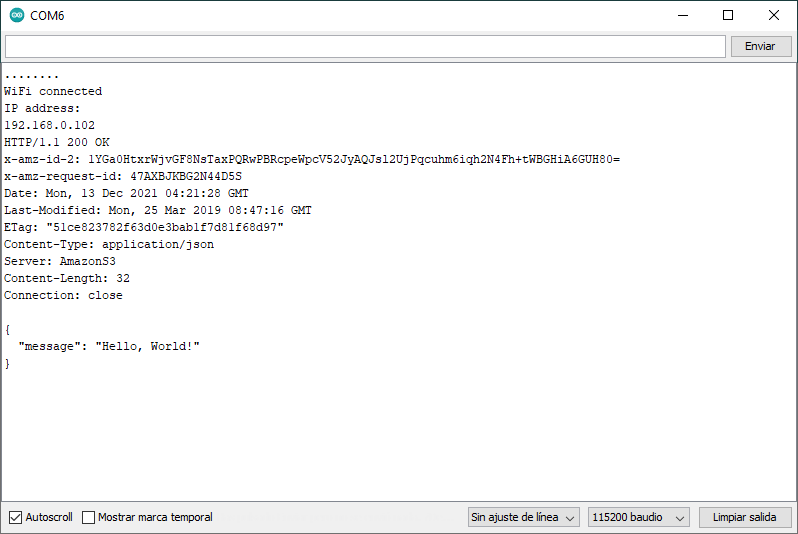 COM6
Enviar
........
WiFi connected
IP address:
192.168.0.102
HTTP/1.1 200 OK
x-amz-id-2: 1YGa0HtxrWjvGF8NsTaxPQRwPBRcpeWpcV52JyAQJsl2UjPqcuhm6iqh2N4Fh+tWBGHiA6GUH80=
x-amz-request-id: 47AXBJKBG2N44D5S
Date: Mon, 13 Dec 2021 04:21:28 GMT
Last-Modified: Mon, 25 Mar 2019 08:47:16 GMT
ETag: "51ce823782f63d0e3bab1f7d81f68d97"
Content-Type: application/json
Server: AmazonS3
Content-Length: 32
Connection: close
{
"message": "Hello, World!"
}
Autoscroll Mostrar marca temporal Sin ajuste de línea 115200 baudio Limpiar salida